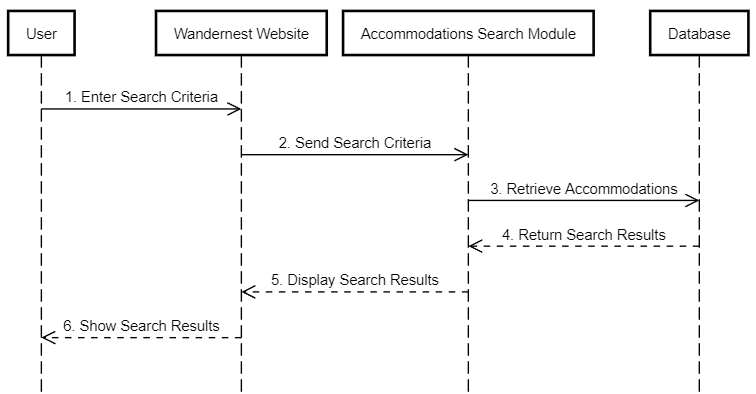 User
Wandernest Website
Accommodations Search Module
Database
1. Enter Search Criteria
2. Send Search Criteria
3. Retrieve Accommodations
4. Return Search Results
5. Display Search Results
6. Show Search Results